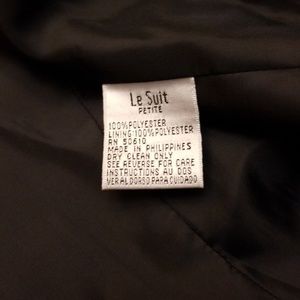 Le Suit
PETITE
100% POLYESTER
LINING 100% POLYESTER
RN 50610
MADE IN PHILIPPINES
DRY CLEAN ONLY
SEE REVERSE FOR CARE
INSTRUCTIONS AU DOS
VER AL DORSO PARA CUIDADO